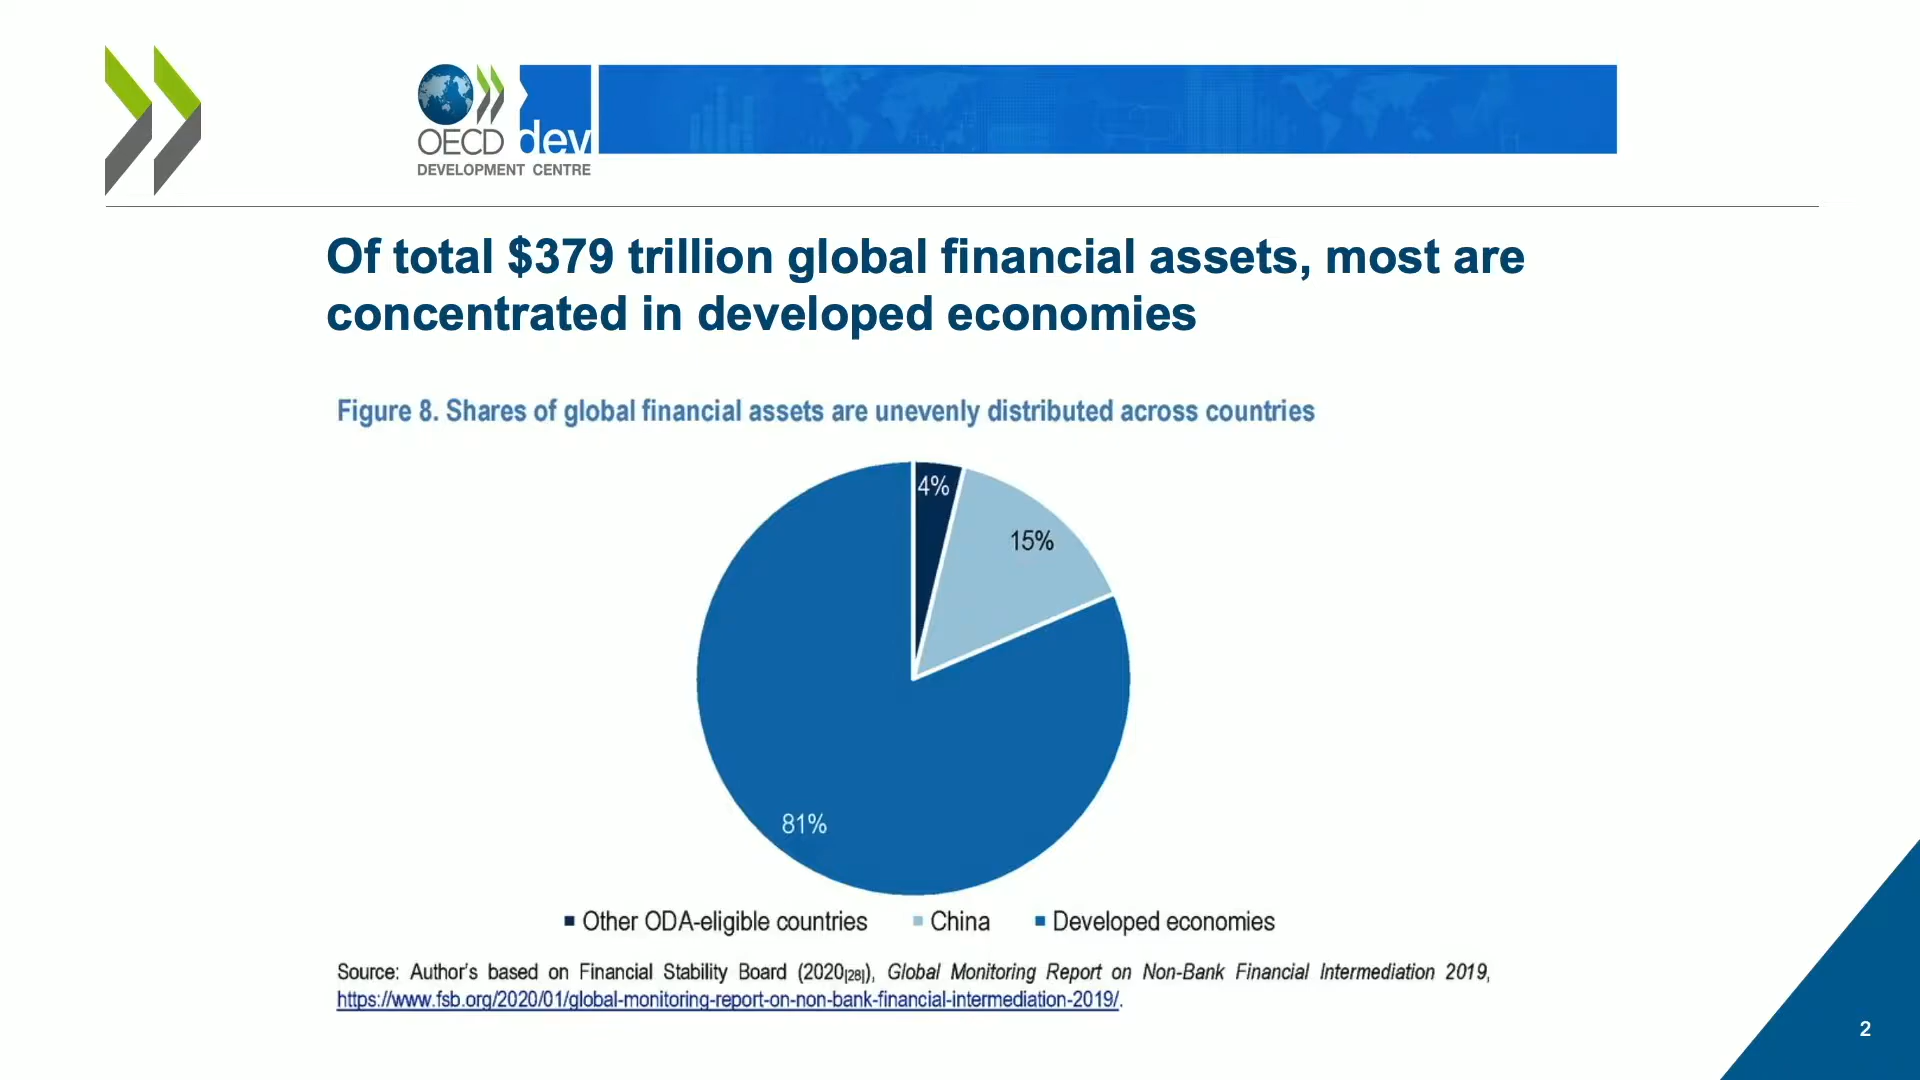 OECD dev
DEVELOPMENT CENTRE
Of total $379 trillion global financial assets, most are
concentrated in developed economies
Figure 8. Shares of global financial assets are unevenly distributed across countries
4%
15%
81%
Other ODA-eligible countries China Developed economies
Source: Author's based on Financial Stability Board (2020[28]), Global Monitoring Report on Non-Bank Financial Intermediation 2019,
https://www.fsb.org/2020/01/global-monitoring-report-on-non-bank-financial-intermediation-2019/.
2